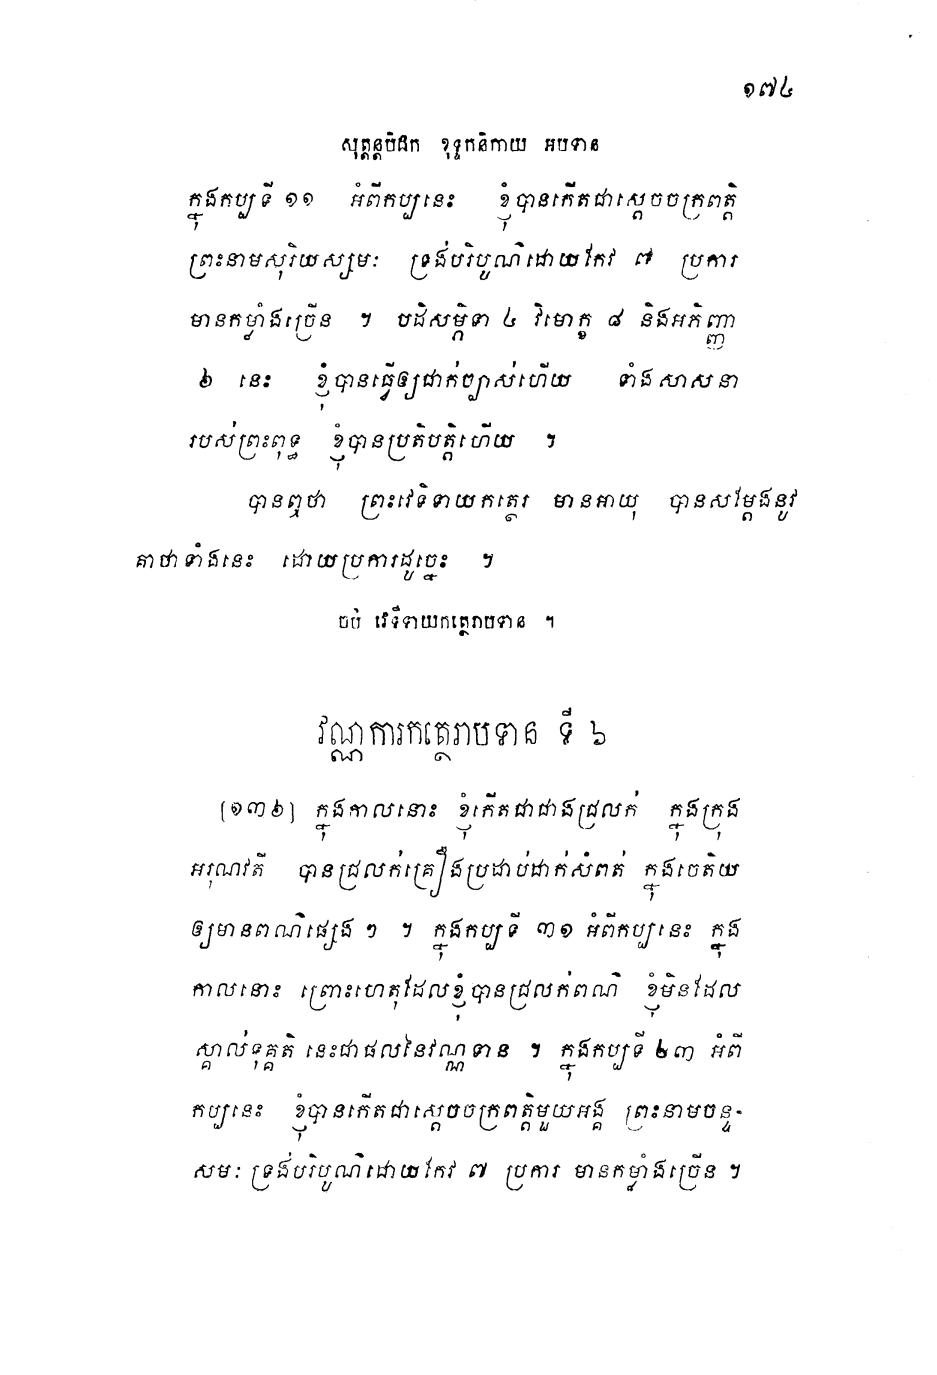 ១៧៤
សុត្តន្តបិដក ខុទ្ទកនិកាយ អបទាន
ក្នុងកប្បទី ១១ អំពីកប្បនេះ ខ្ញុំបានកើតជាស្តេចចក្រពត្តិ
ព្រះនាមសុរិយស្សមៈ ទ្រង់បរិបូណ៌ដោយកែវ ៧ ប្រការ
មានកម្លាំងច្រើន ។ បដិសម្ភិទា ៤ វិមោក្ខ ៨ និងអភិញ្ញា
៦ នេះ ខ្ញុំបានធ្វើឲ្យជាក់ច្បាស់ហើយ ទាំងសាសនា
របស់ព្រះពុទ្ធ ខ្ញុំបានប្រតិបត្តិហើយ ។
បានឮថា ព្រះវេទិទាយកត្ថេរ មានអាយុ បានសម្តែងនូវ
គាថាទាំងនេះ ដោយប្រការដូច្នេះ ។
ចប់ វេទិទាយកត្ថេរាបទាន ។
វណ្ណការកត្ថេរាបទាន ទី ៦
[១៣៦] ក្នុងកាលនោះ ខ្ញុំកើតជាជាងជ្រលក់ ក្នុងក្រុង
អរុណវតី បានជ្រលក់គ្រឿងប្រដាប់ដាក់សំពត់ ក្នុងចេតិយ
ឲ្យមានពណ៌ផ្សេង ៗ ។ ក្នុងកប្បទី ៣១ អំពីកប្បនេះ ក្នុង
កាលនោះ ព្រោះហេតុដែលខ្ញុំបានជ្រលក់ពណ៌ ខ្ញុំមិនដែល
ស្គាល់ទុគ្គតិ នេះជាផលនៃវណ្ណទាន ។ ក្នុងកប្បទី ២៣ អំពី
កប្បនេះ ខ្ញុំបានកើតជាស្តេចចក្រពត្តិមួយអង្គ ព្រះនាមចន្ទ-
សមៈ ទ្រង់បរិបូណ៌ដោយកែវ ៧ ប្រការ មានកម្លាំងច្រើន ។